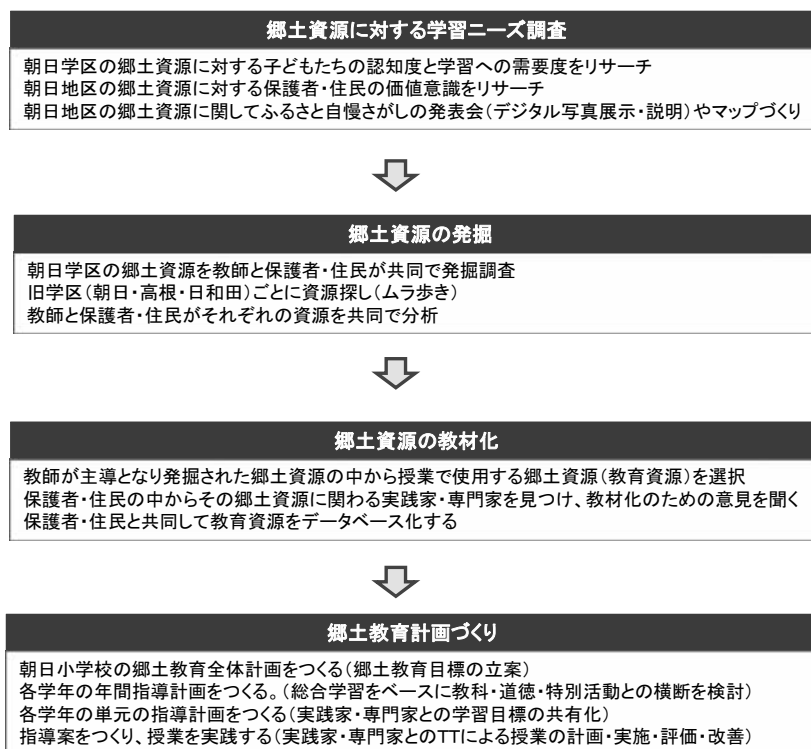 郷土資源に対する学習ニーズ調査
朝日学区の郷土資源に対する子どもたちの認知度と学習への需要度をリサーチ
朝日地区の郷土資源に対する保護者・住民の価値意識をリサーチ
朝日地区の郷土資源に関してふるさと自慢さがしの発表会(デジタル写真展示・説明)やマップづくり
郷土資源の発掘
朝日学区の郷土資源を教師と保護者・住民が共同で発掘調査
旧学区(朝日・高根・日和田)ごとに資源探し(ムラ歩き)
教師と保護者・住民がそれぞれの資源を共同で分析
郷土資源の教材化
教師が主導となり発掘された郷土資源の中から授業で使用する郷土資源(教育資源)を選択
保護者・住民の中からその郷土資源に関わる実践家・専門家を見つけ、教材化のための意見を聞く
保護者・住民と共同して教育資源をデータベース化する
郷土教育計画づくり
朝日小学校の郷土教育全体計画をつくる(郷土教育目標の立案)
各学年の年間指導計画をつくる。(総合学習をベースに教科・道徳・特別活動との横断を検討)
各学年の単元の指導計画をつくる(実践家・専門家との学習目標の共有化)
指導案をつくり、授業を実践する(実践家・専門家とのTTによる授業の計画・実施・評価・改善)